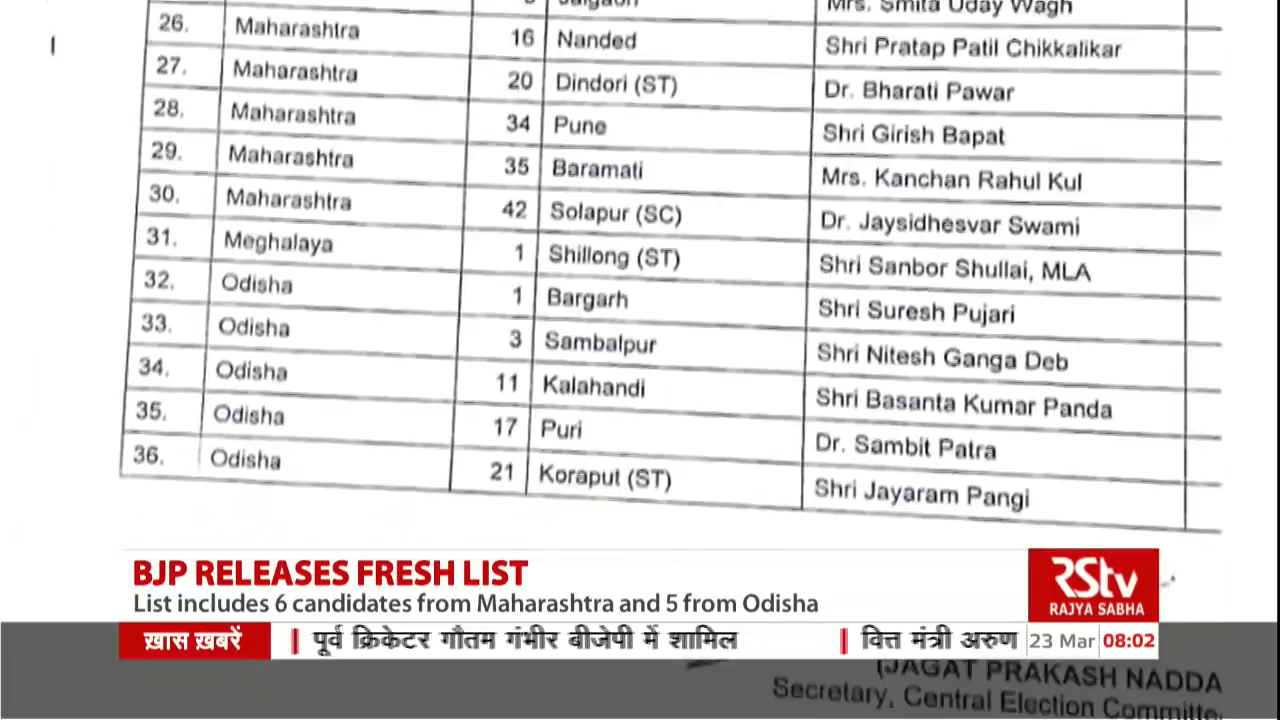 Jalgaon Mrs. Smita Uday Wagh
26. Maharashtra 16 Nanded Shri Pratap Patil Chikkalikar
27. Maharashtra 20 Dindori (ST) Dr. Bharati Pawar
28. Maharashtra 34 Pune Shri Girish Bapat
29. Maharashtra 35 Baramati Mrs. Kanchan Rahul Kul
30. Maharashtra 42 Solapur (SC) Dr. Jaysidhesvar Swami
31. Meghalaya 1 Shillong (ST) Shri Sanbor Shullai, MLA
32. Odisha 1 Bargarh Shri Suresh Pujari
33. Odisha 3 Sambalpur Shri Nitesh Ganga Deb
34. Odisha 11 Kalahandi Shri Basanta Kumar Panda
35. Odisha 17 Puri Dr. Sambit Patra
36. Odisha 21 Koraput (ST) Shri Jayaram Pangi
BJP RELEASES FRESH LIST
List includes 6 candidates from Maharashtra and 5 from Odisha
RSTV
RAJYA SABHA
ख़ास ख़बरें | पूर्व क्रिकेटर गौतम गंभीर बीजेपी में शामिल | वित्त मंत्री अरुण 23 Mar 08:02
(JAGAT PRAKASH NADDA
Secretary, Central Election Committe